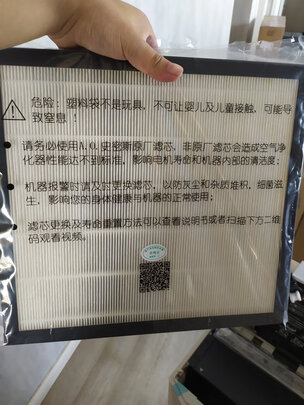 危险：塑料袋不是玩具，不可让婴儿及儿童接触，可能导
致窒息！
请务必使用A.O.史密斯原厂滤芯，非原厂滤芯会造成空气净
化器性能达不到标准，影响电机寿命和机器内部的清洁度；
机器报警时请及时更换滤芯，以防灰尘和杂质堆积，细菌滋
生，影响您的身体健康与机器的正常使用；
滤芯更换及寿命重置方法可以查看说明书或者扫描下方二维
码观看视频。